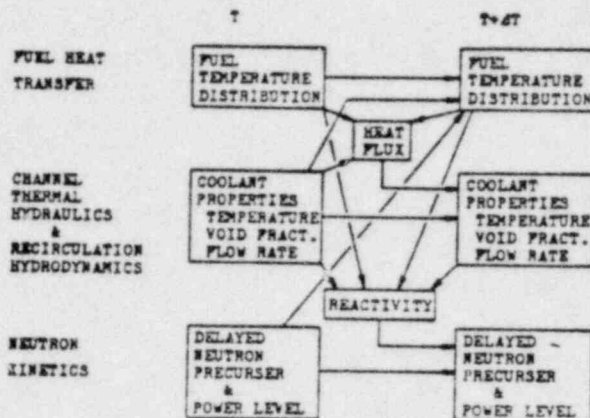 T
T+ΔT
FUEL HEAT
TRANSFER
FUEL
TEMPERATURE
DISTRIBUTION
FUEL
TEMPERATURE
DISTRIBUTION
HEAT
FLUX
CHANNEL
THERMAL
HYDRAULICS
&
RECIRCULATION
HYDRODYNAMICS
COOLANT
PROPERTIES
TEMPERATURE
VOID FRACT.
FLOW RATE
COOLANT
PROPERTIES
TEMPERATURE
VOID FRACT.
FLOW RATE
REACTIVITY
NEUTRON
KINETICS
DELAYED
NEUTRON
PRECURSER
&
POWER LEVEL
DELAYED
NEUTRON
PRECURSER
&
POWER LEVEL